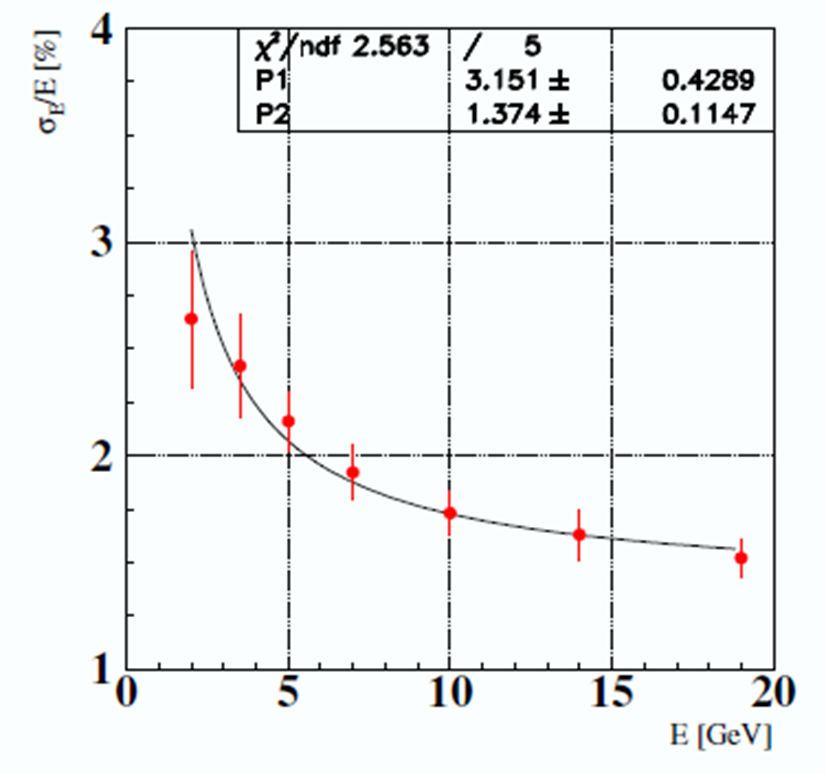 4
χ²/ndf 2.563 / 5
P1 3.151 ± 0.4289
P2 1.374 ± 0.1147
σE/E [%]
3
2
1
0 5 10 15 20
E [GeV]